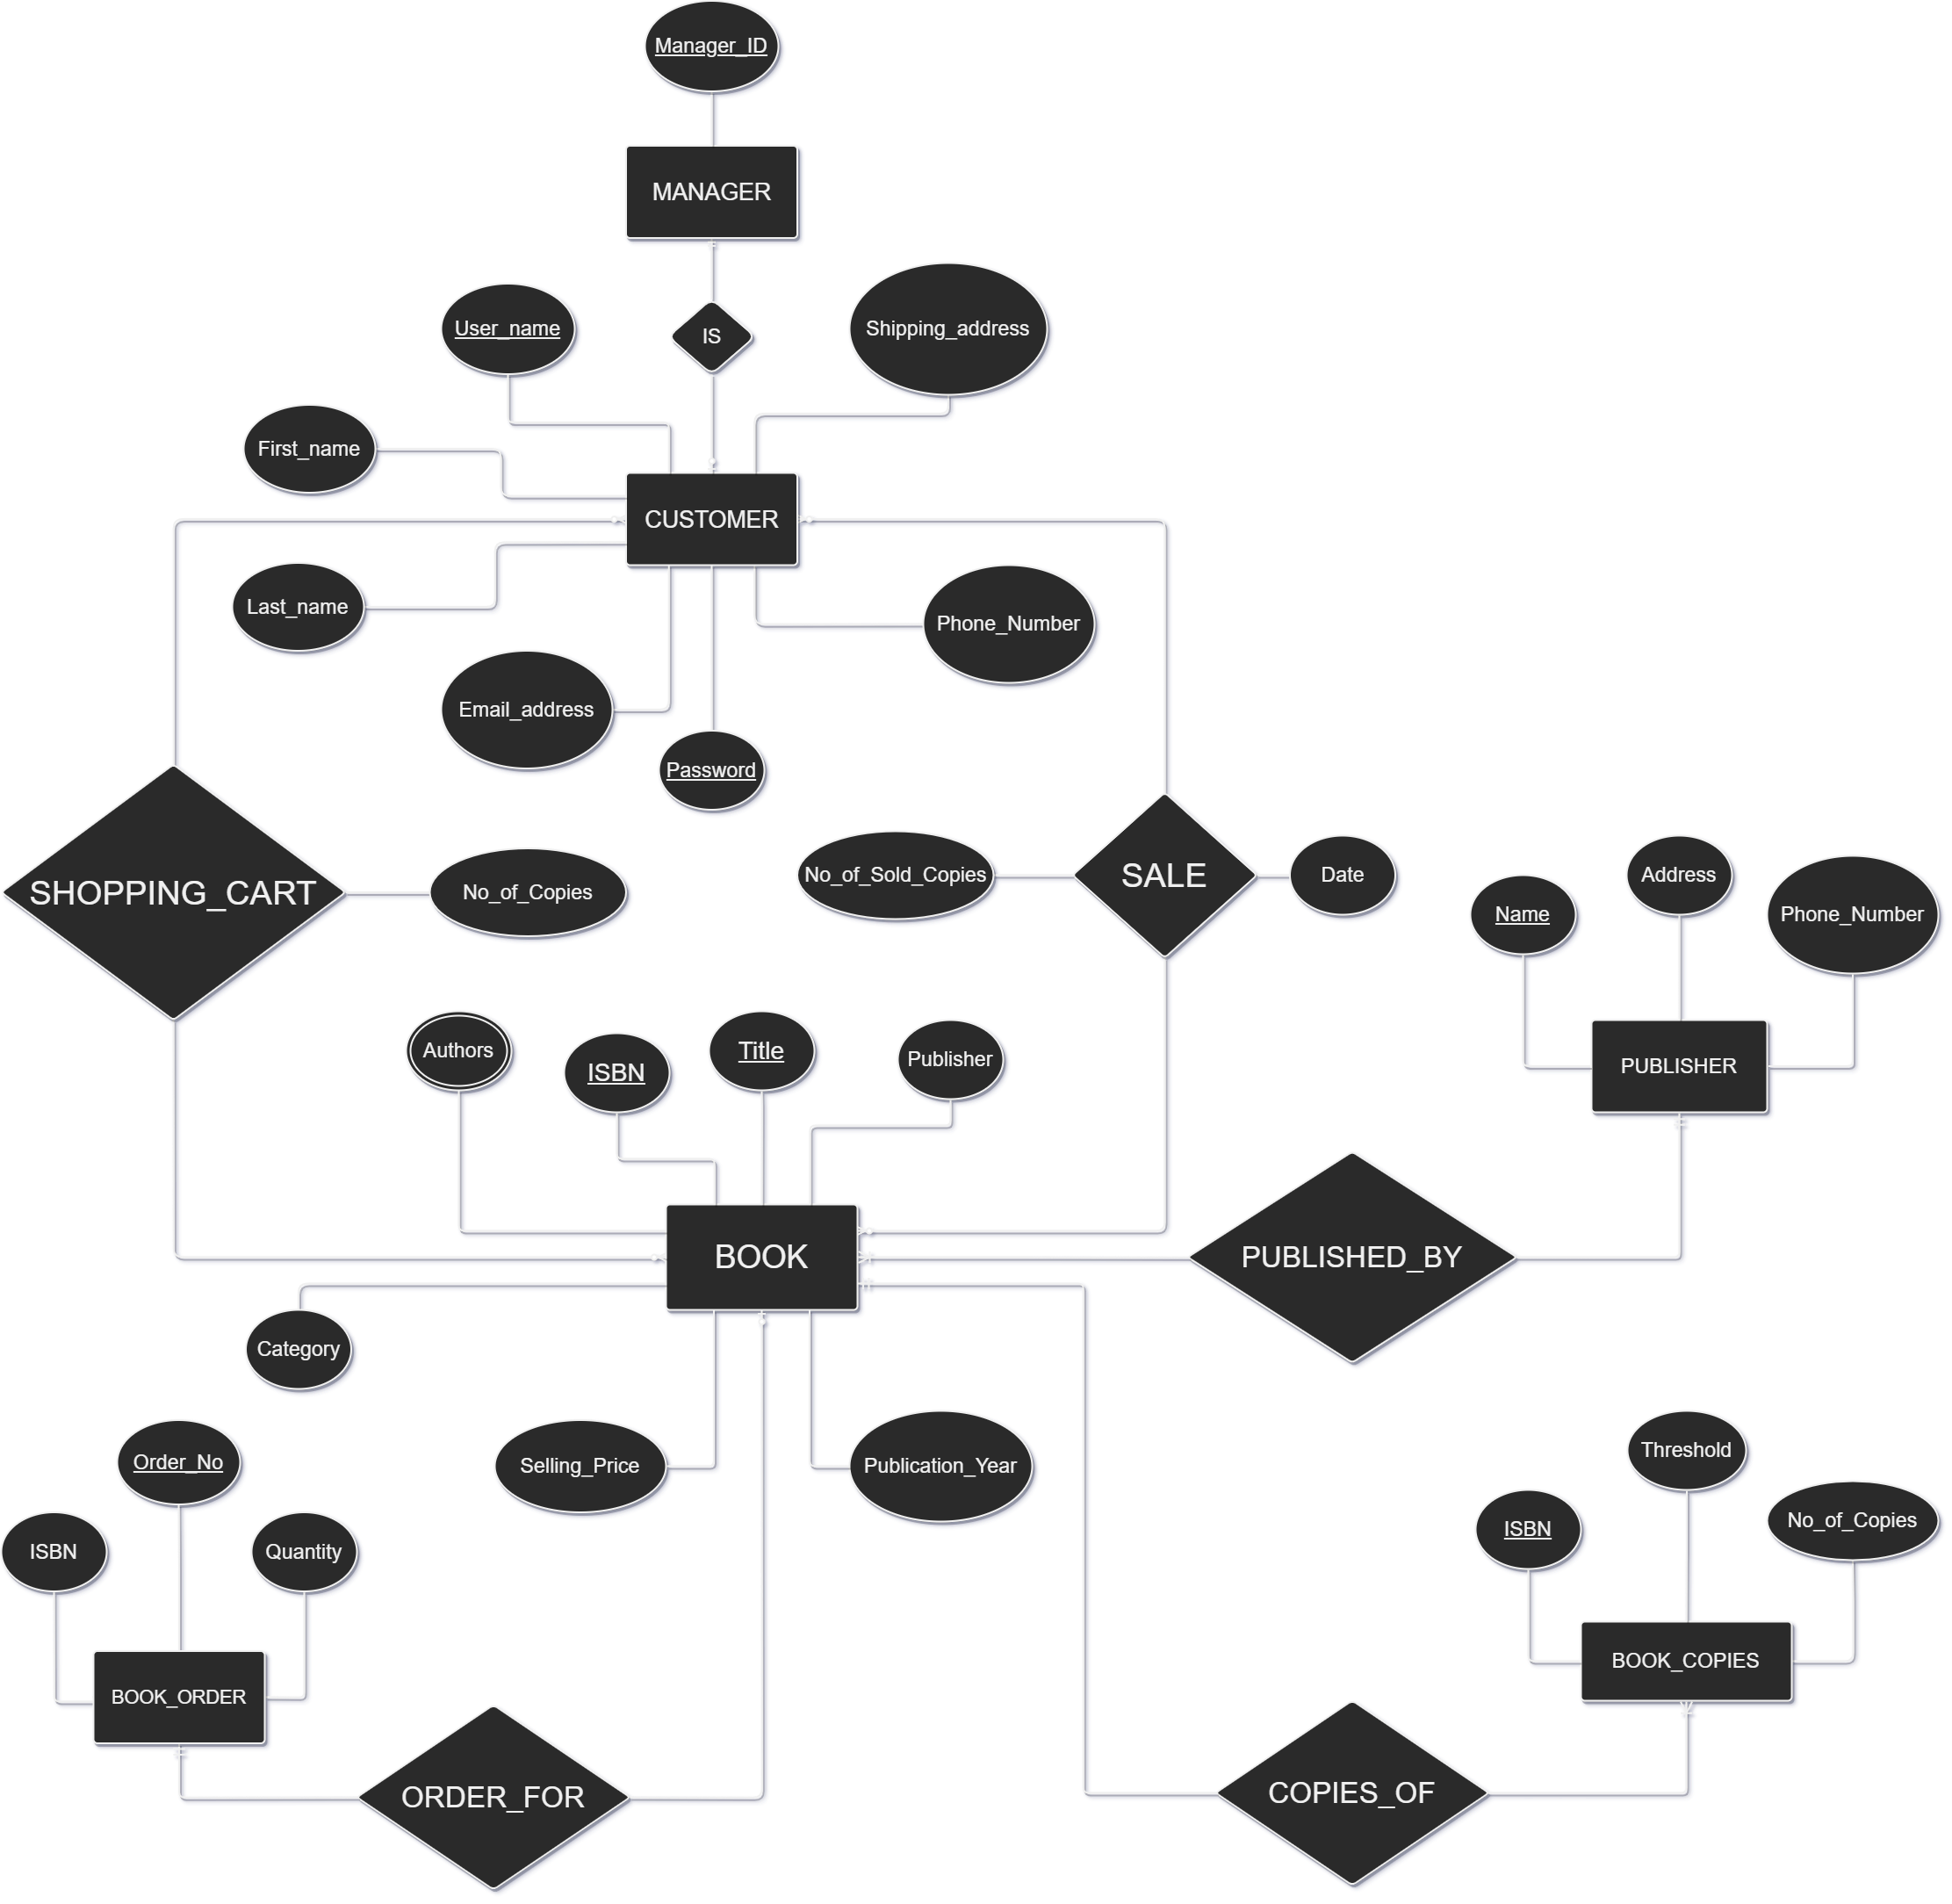 Manager_ID
MANAGER
IS
User_name
Shipping_address
First_name
CUSTOMER
Last_name
Phone_Number
Email_address
Password
SHOPPING_CART
No_of_Copies
No_of_Sold_Copies
SALE
Date
Name
Address
Phone_Number
PUBLISHER
Authors
ISBN
Title
Publisher
BOOK
PUBLISHED_BY
Category
Selling_Price
Publication_Year
Order_No
ISBN
Quantity
BOOK_ORDER
ORDER_FOR
Threshold
ISBN
No_of_Copies
BOOK_COPIES
COPIES_OF